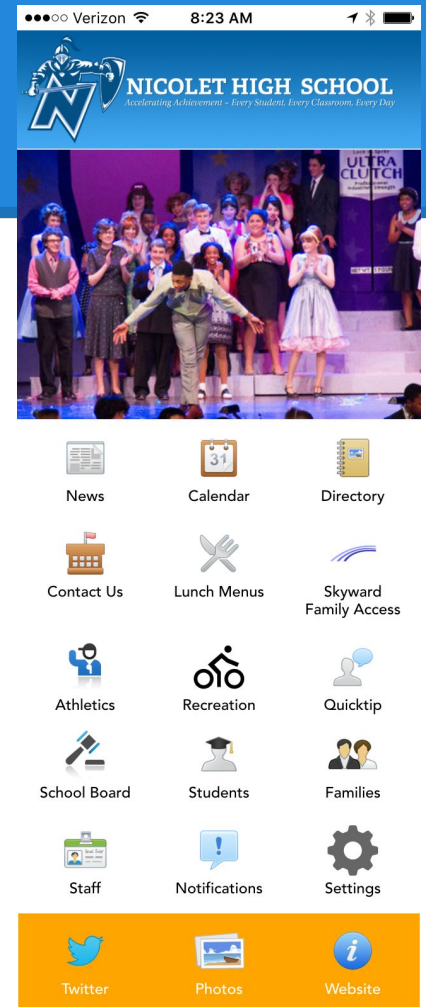 Verizon 8:23 AM
N
NICOLET HIGH SCHOOL
Accelerating Achievement – Every Student, Every Classroom, Every Day
ULTRA
CLUTCH
31
News Calendar Directory
Contact Us Lunch Menus Skyward
Family Access
Athletics Recreation Quicktip
School Board Students Families
!
Staff Notifications Settings
i
Twitter Photos Website